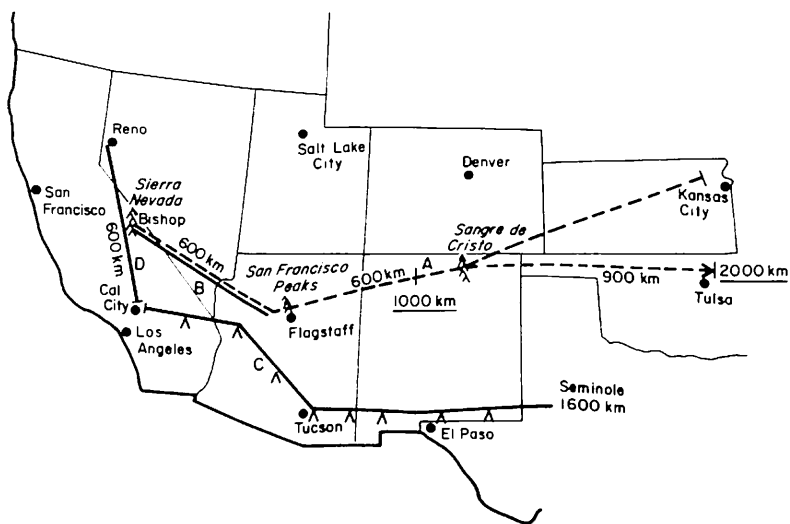 Reno
Salt Lake
City
Denver
Sierra
Nevada
San
Francisco
Bishop
Kansas
City
Sangre de
Cristo
600 km
600 km
D
B
San Francisco
Peaks
600km
A
1000 km
900 km
2000 km
Tulsa
Cal
City
Flagstaff
Los
Angeles
C
Seminole
1600 km
Tucson
El Paso